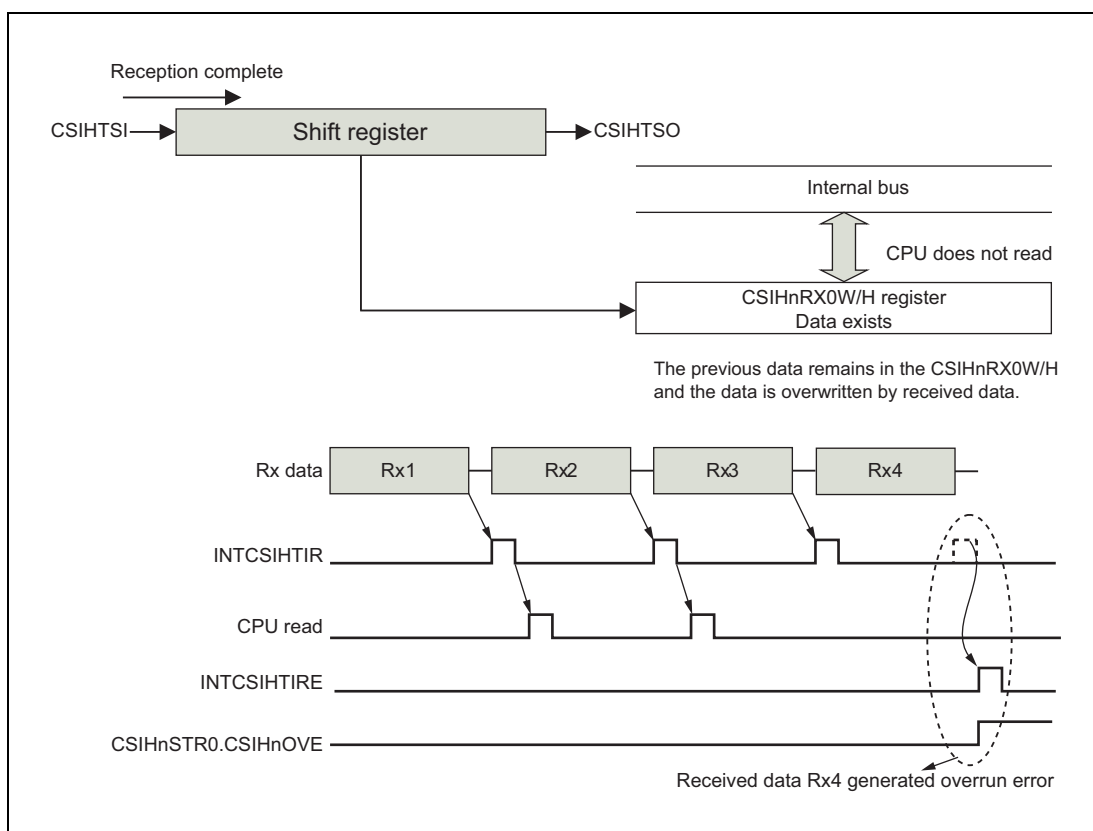 Reception complete
CSIHTSI
Shift register
CSIHTSO
Internal bus
CPU does not read
CSIHnRX0W/H register
Data exists
The previous data remains in the CSIHnRX0W/H
and the data is overwritten by received data.
Rx data
Rx1
Rx2
Rx3
Rx4
INTCSIHTIR
CPU read
INTCSIHTIRE
CSIHnSTR0.CSIHnOVE
Received data Rx4 generated overrun error